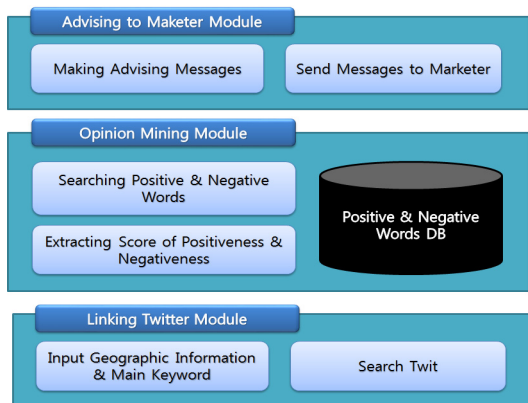 Advising to Maketer Module
Making Advising Messages
Send Messages to Marketer
Opinion Mining Module
Searching Positive & Negative
Words
Extracting Score of Positiveness &
Negativeness
Positive & Negative
Words DB
Linking Twitter Module
Input Geographic Information
& Main Keyword
Search Twit